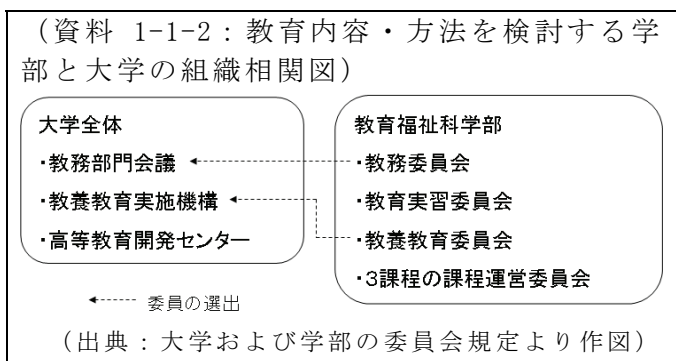 (資料 1-1-2：教育内容・方法を検討する学
部と大学の組織相関図)
大学全体
・教務部門会議
・教養教育実施機構
・高等教育開発センター
教育福祉科学部
・教務委員会
・教育実習委員会
・教養教育委員会
・3課程の課程運営委員会
委員の選出
(出典：大学および学部の委員会規定より作図)